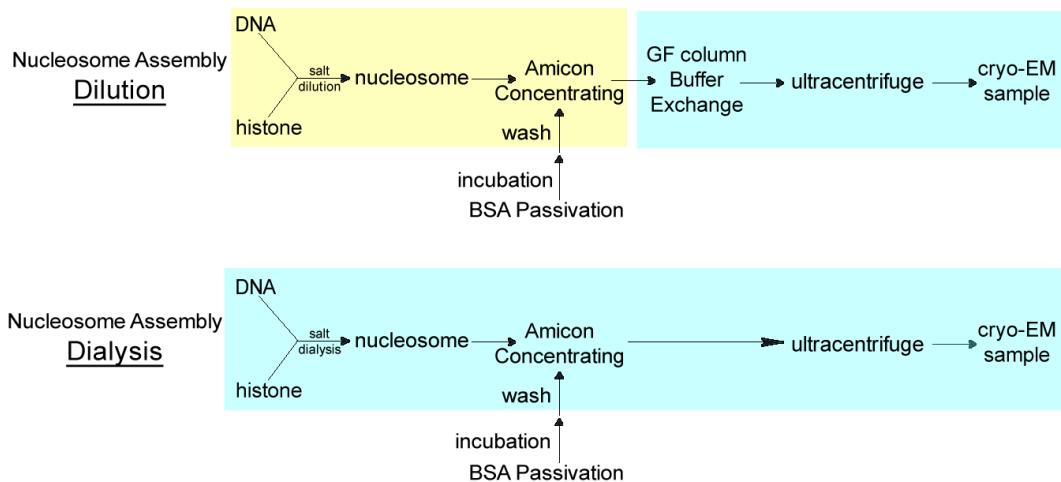 Nucleosome Assembly
Dilution
DNA
histone
salt
dilution
nucleosome
Amicon
Concentrating
wash
incubation
BSA Passivation
GF column
Buffer
Exchange
ultracentrifuge
cryo-EM
sample
Nucleosome Assembly
Dialysis
DNA
histone
salt
dialysis
nucleosome
Amicon
Concentrating
wash
incubation
BSA Passivation
ultracentrifuge
cryo-EM
sample